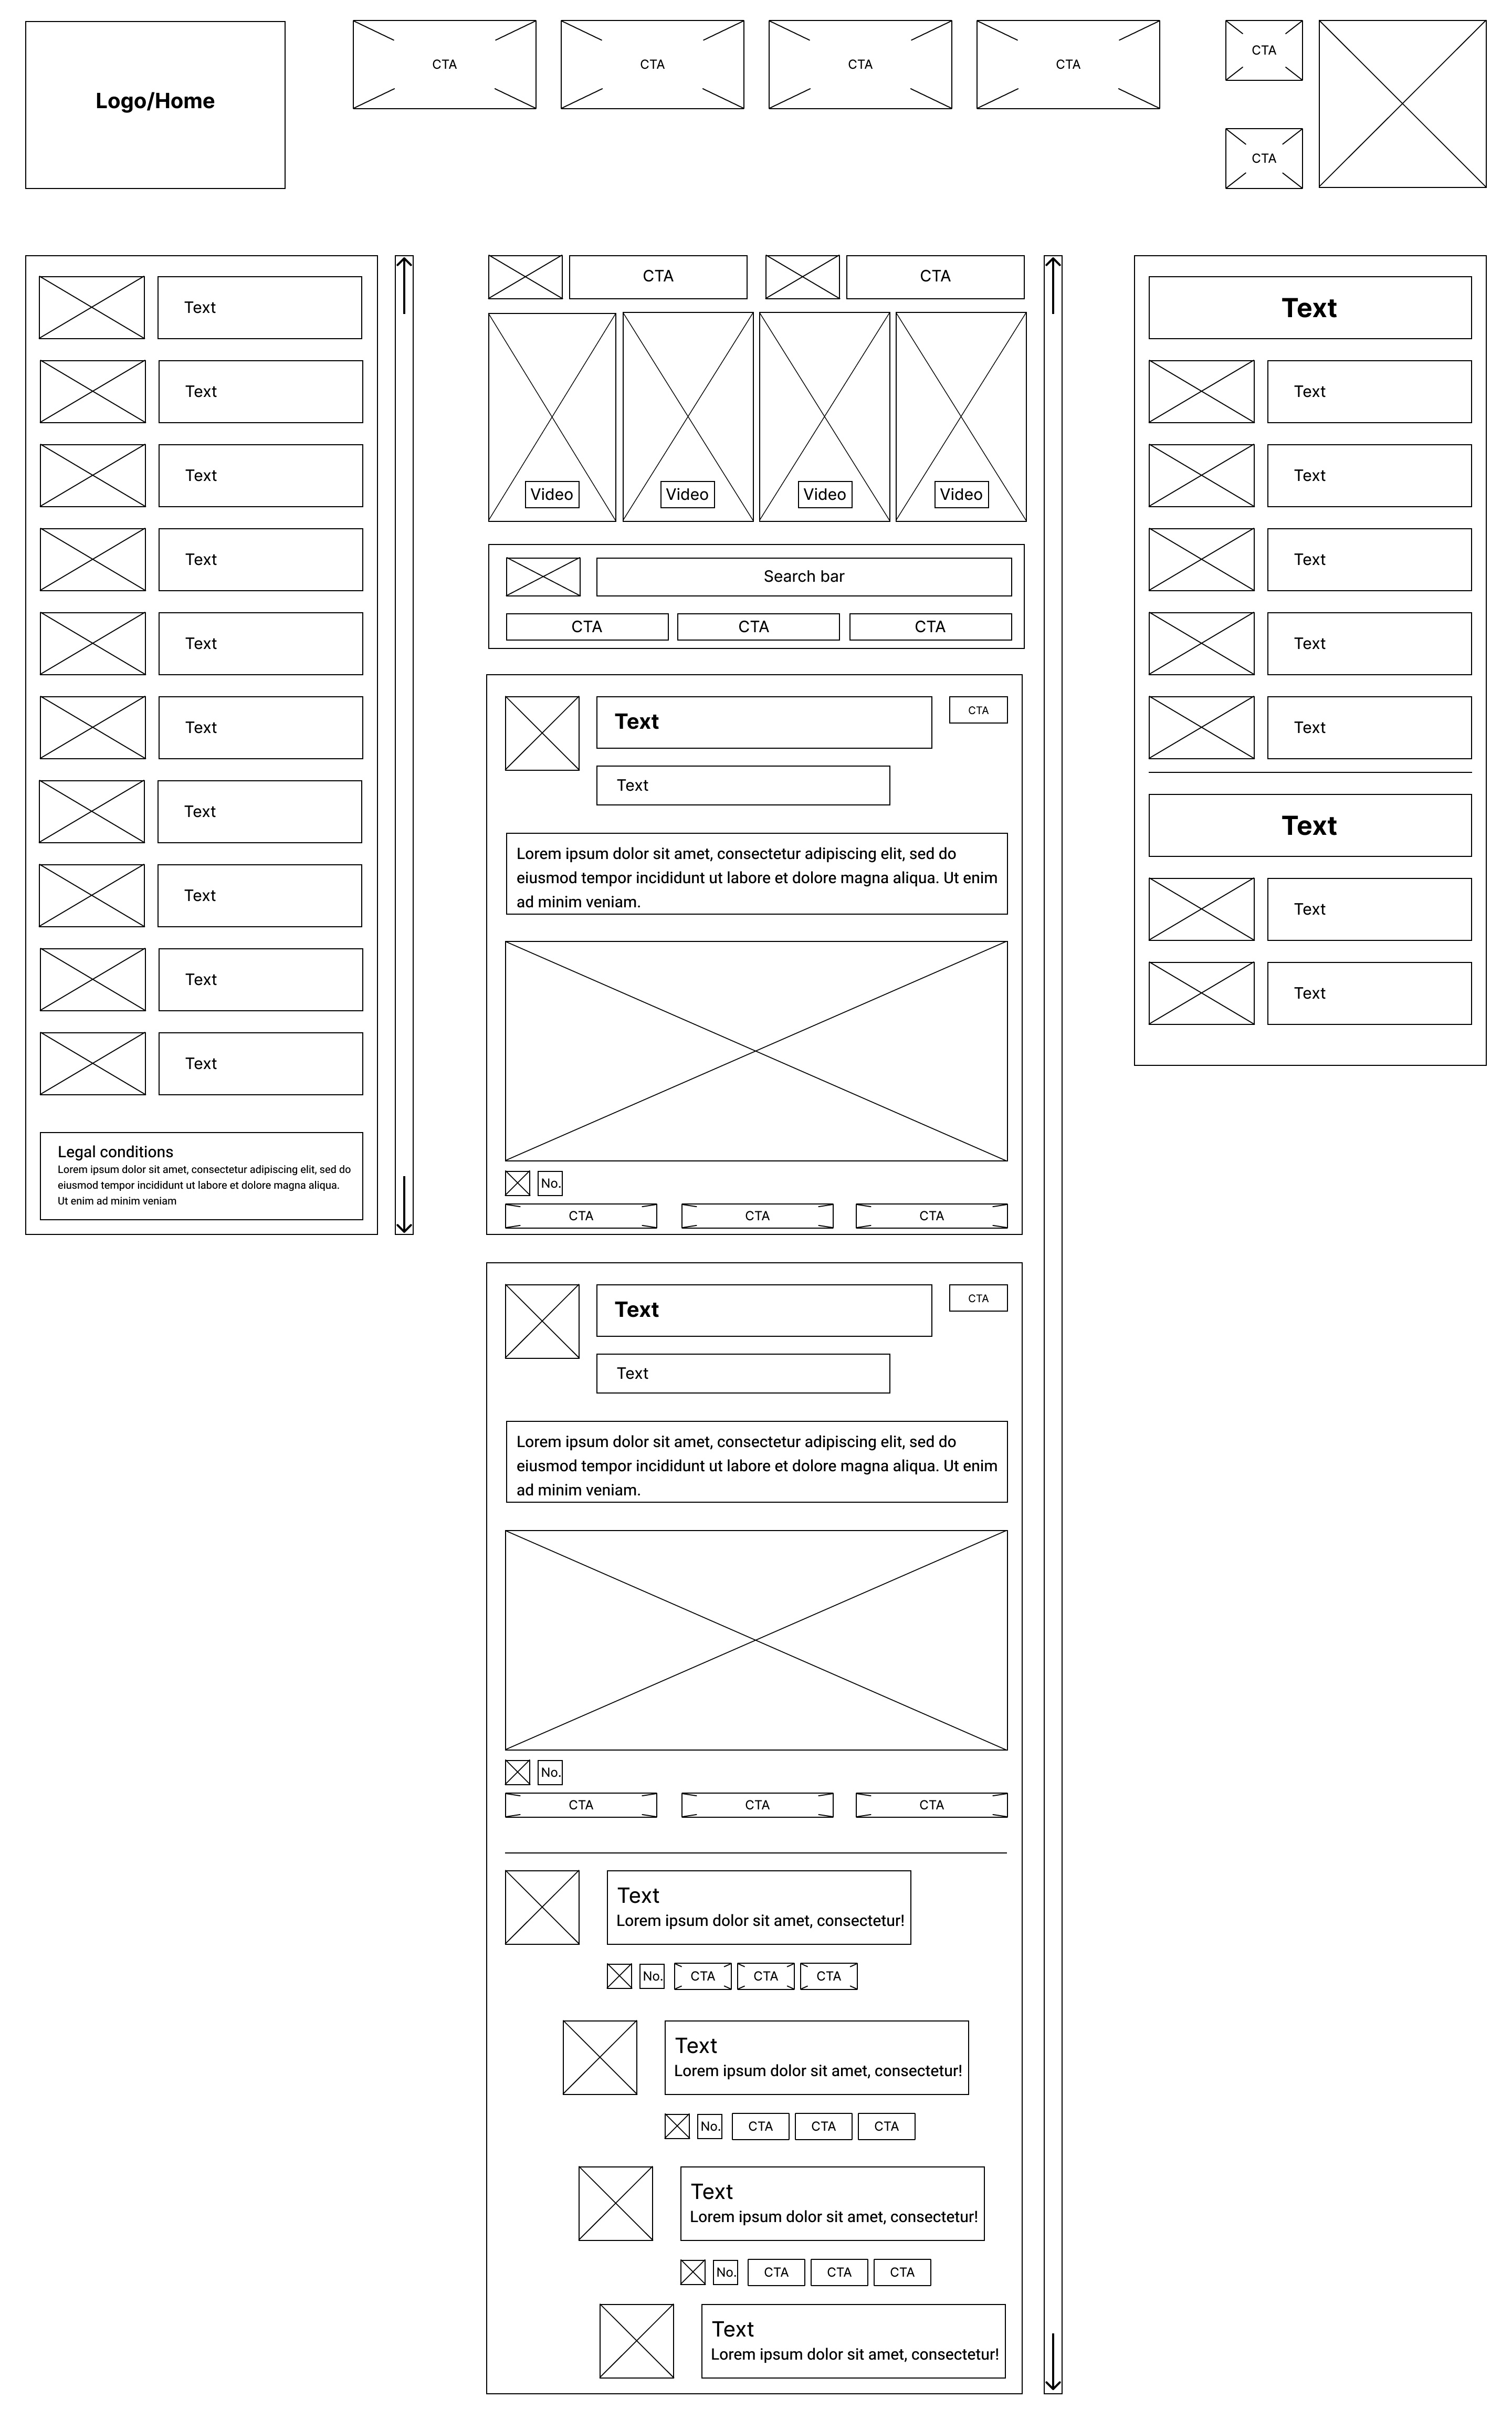 Logo/Home
CTA
CTA
CTA
CTA
CTA
CTA
Text
Text
Text
Text
Text
Text
Text
Text
Text
Text
Legal conditions
Lorem ipsum dolor sit amet, consectetur adipiscing elit, sed do
eiusmod tempor incididunt ut labore et dolore magna aliqua.
Ut enim ad minim veniam
CTA
CTA
Video
Video
Video
Video
Search bar
CTA
CTA
CTA
Text
CTA
Text
Lorem ipsum dolor sit amet, consectetur adipiscing elit, sed do
eiusmod tempor incididunt ut labore et dolore magna aliqua. Ut enim
ad minim veniam.
No.
CTA
CTA
CTA
Text
CTA
Text
Lorem ipsum dolor sit amet, consectetur adipiscing elit, sed do
eiusmod tempor incididunt ut labore et dolore magna aliqua. Ut enim
ad minim veniam.
No.
CTA
CTA
CTA
Text
Lorem ipsum dolor sit amet, consectetur!
No.
CTA
CTA
CTA
Text
Lorem ipsum dolor sit amet, consectetur!
No.
CTA
CTA
CTA
Text
Lorem ipsum dolor sit amet, consectetur!
No.
CTA
CTA
CTA
Text
Lorem ipsum dolor sit amet, consectetur!
Text
Text
Text
Text
Text
Text
Text
Text
Text